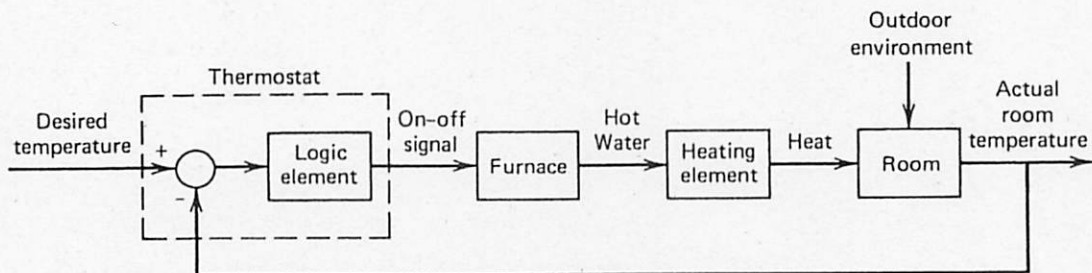 Outdoor
environment
Thermostat
Desired
temperature
+
-
Logic
element
On-off
signal
Furnace
Hot
Water
Heating
element
Heat
Room
Actual
room
temperature